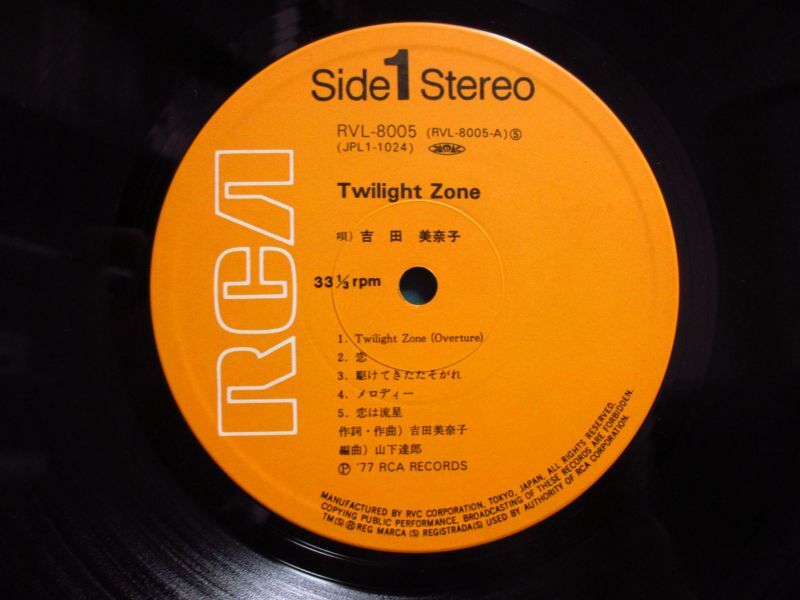 Side 1 Stereo
RVL-8005 (RVL-8005-A) Ⓢ
(JPL1-1024) JASRAC
Twilight Zone
唄) 吉田 美奈子
33 1/3 rpm
RCA
1. Twilight Zone (Overture)
2. 恋
3. 駆けてきたたそがれ
4. メロディー
5. 恋は流星
作詞・作曲) 吉田美奈子
編曲) 山下達郎
Ⓟ '77 RCA RECORDS
MANUFACTURED BY RVC CORPORATION, TOKYO, JAPAN, ALL RIGHTS RESERVED,
COPYING PUBLIC PERFORMANCE, BROADCASTING OF THESE RECORDS ARE FORBIDDEN.
TM(S) ® REG MARCA (S) REGISTRADA(S) USED BY AUTHORITY OF RCA CORPORATION.